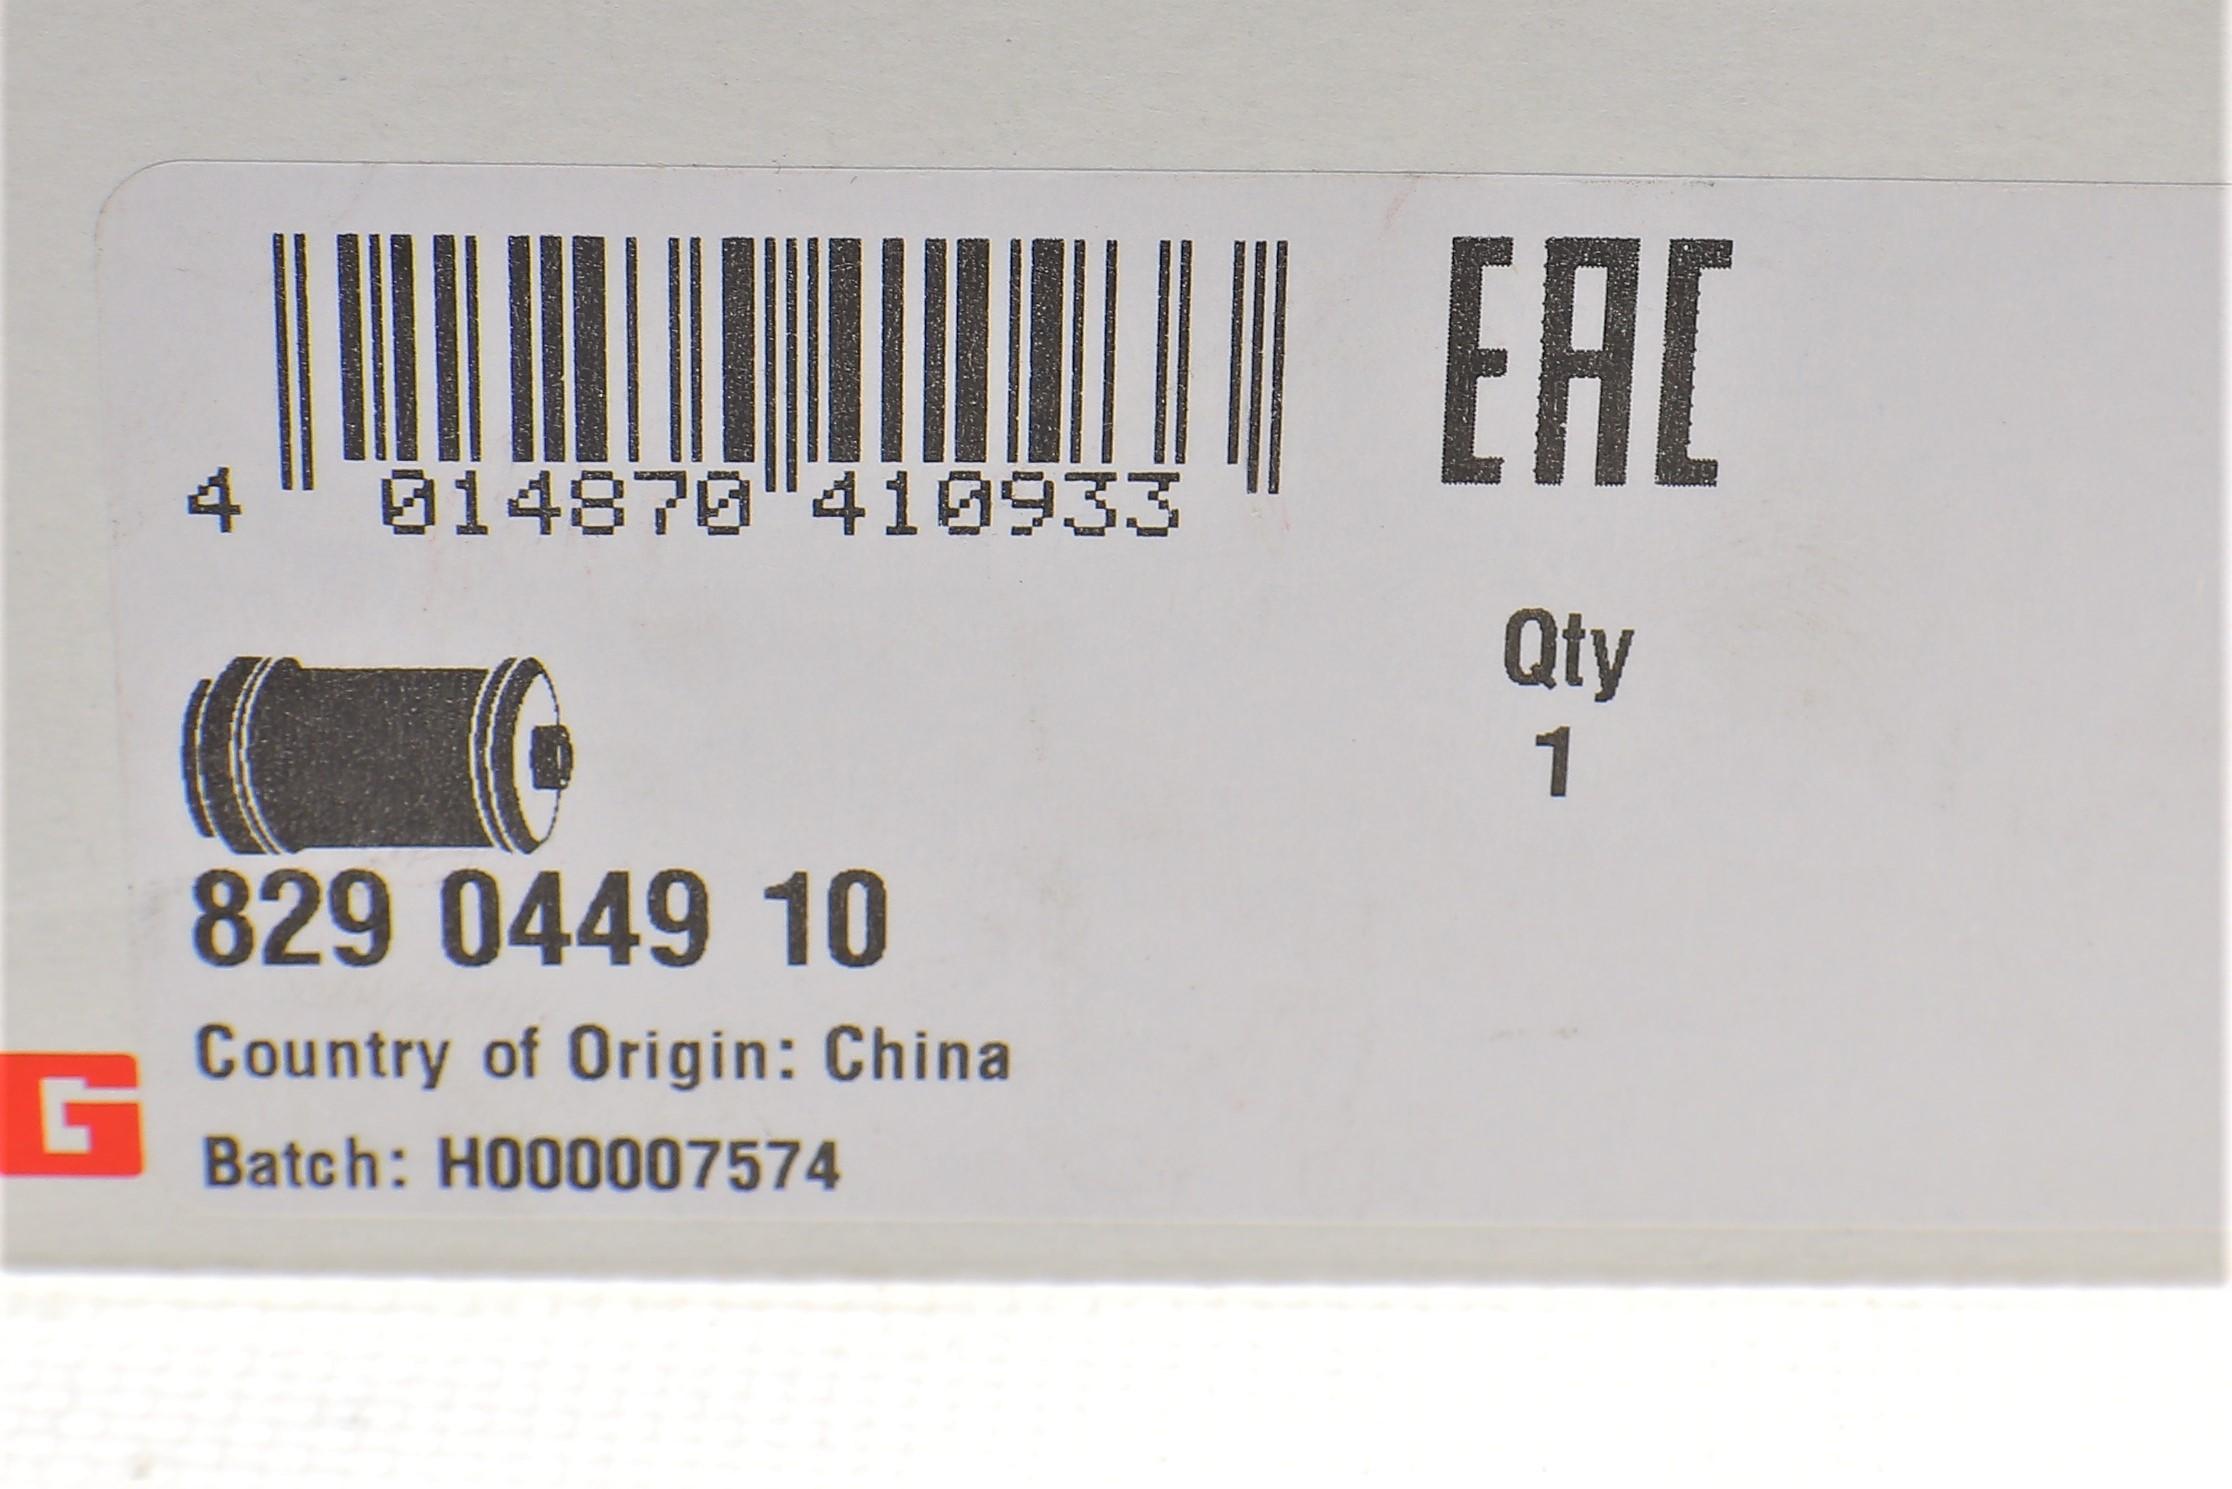 4 014870 410933
EAC
Qty
1
829 0449 10
Country of Origin: China
Batch: H000007574
G